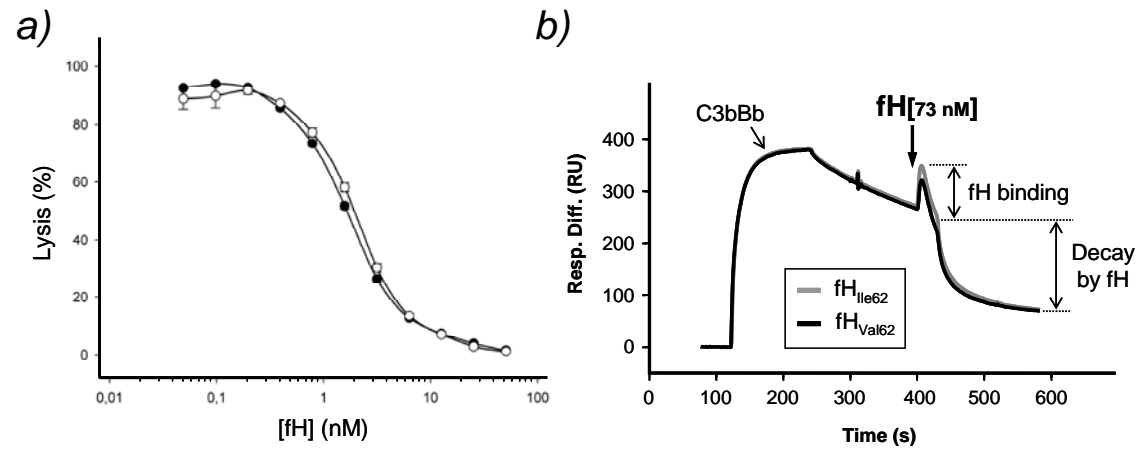 a)
Lysis (%)
100
80
60
40
20
0
0,01
0,1
1
10
100
[fH] (nM)
b)
Resp. Diff. (RU)
400
300
200
100
0
C3bBb
fH[73 nM]
fH binding
Decay
by fH
fHIle62
fHVal62
0
100
200
300
400
500
600
Time (s)